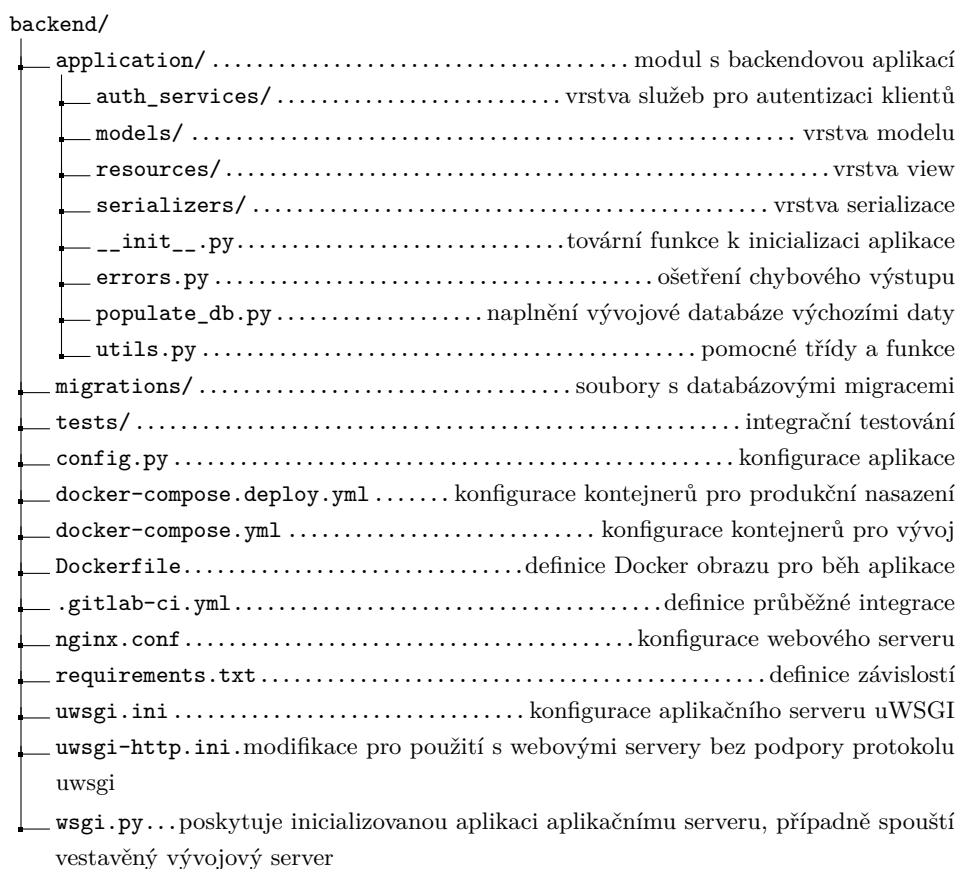 backend/
application/ ..................................... modul s backendovou aplikací
auth_services/ .......................... vrstva služeb pro autentizaci klientů
models/ ...................................................... vrstva modelu
resources/ ...................................................... vrstva view
serializers/ .............................................. vrstva serializace
__init__.py .............................. tovární funkce k inicializaci aplikace
errors.py ........................................ ošetření chybového výstupu
populate_db.py ................... naplnění vývojové databáze výchozími daty
utils.py ............................................... pomocné třídy a funkce
migrations/ .................................. soubory s databázovými migracemi
tests/ ...................................................... integrační testování
config.py .................................................. konfigurace aplikace
docker-compose.deploy.yml ....... konfigurace kontejnerů pro produkční nasazení
docker-compose.yml ............................ konfigurace kontejnerů pro vývoj
Dockerfile ............................... definice Docker obrazu pro běh aplikace
.gitlab-ci.yml ....................................... definice průběžné integrace
nginx.conf ......................................... konfigurace webového serveru
requirements.txt .............................................. definice závislostí
uwsgi.ini ................................ konfigurace aplikačního serveru uWSGI
uwsgi-http.ini.modifikace pro použití s webovými servery bez podpory protokolu
uwsgi
wsgi.py...poskytuje inicializovanou aplikaci aplikačnímu serveru, případně spouští
vestavěný vývojový server